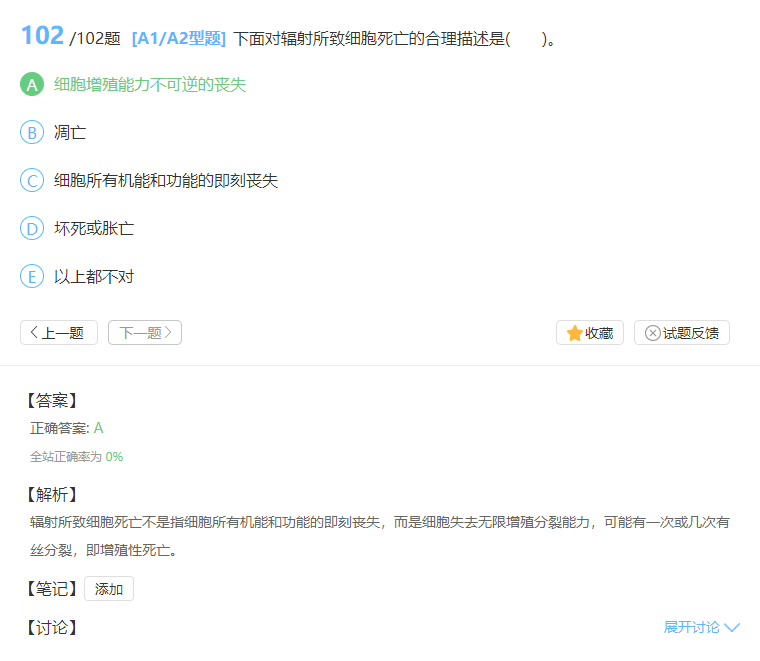 102 /102题 [A1/A2型题] 下面对辐射所致细胞死亡的合理描述是(　　)。
A 细胞增殖能力不可逆的丧失
B 凋亡
C 细胞所有机能和功能的即刻丧失
D 坏死或胀亡
E 以上都不对
上一题 下一题 收藏 试题反馈
【答案】
正确答案: A
全站正确率为 0%
【解析】
辐射所致细胞死亡不是指细胞所有机能和功能的即刻丧失，而是细胞失去无限增殖分裂能力，可能有一次或几次有
丝分裂，即增殖性死亡。
【笔记】 添加
【讨论】 展开讨论